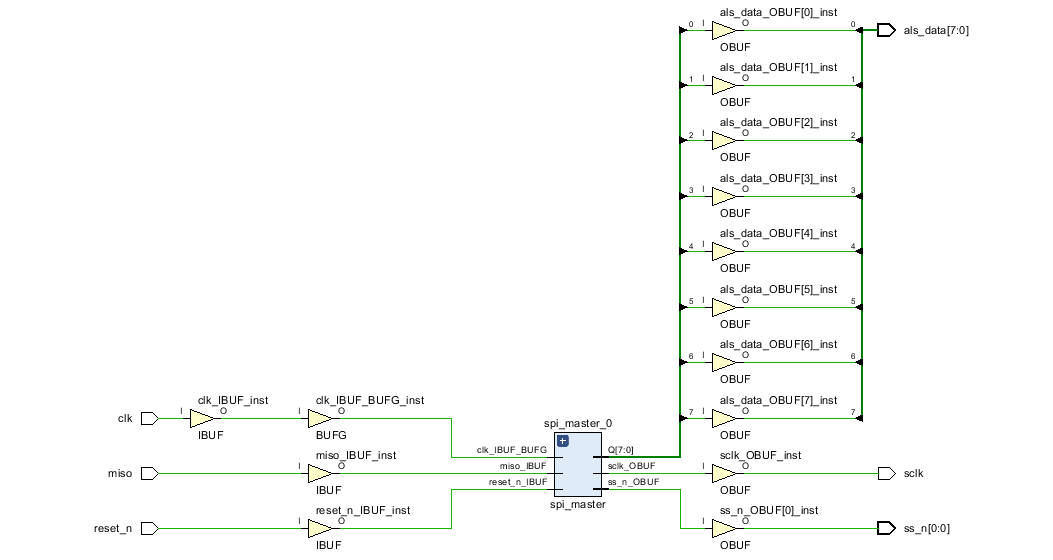 als_data_OBUF[0]_inst
0 I O 0
als_data[7:0]
OBUF
als_data_OBUF[1]_inst
1 I O 1
OBUF
als_data_OBUF[2]_inst
2 I O 2
OBUF
als_data_OBUF[3]_inst
3 I O 3
OBUF
als_data_OBUF[4]_inst
4 I O 4
OBUF
als_data_OBUF[5]_inst
5 I O 5
OBUF
als_data_OBUF[6]_inst
6 I O 6
OBUF
als_data_OBUF[7]_inst
7 I O 7
OBUF
clk
clk_IBUF_inst
I O
IBUF
clk_IBUF_BUFG_inst
I O
BUFG
miso
miso_IBUF_inst
I O
IBUF
reset_n
reset_n_IBUF_inst
I O
IBUF
spi_master_0
+
clk_IBUF_BUFG
miso_IBUF
reset_n_IBUF
Q[7:0]
sclk_OBUF
ss_n_OBUF
spi_master
sclk_OBUF_inst
I O
OBUF
sclk
ss_n_OBUF[0]_inst
I O
OBUF
ss_n[0:0]